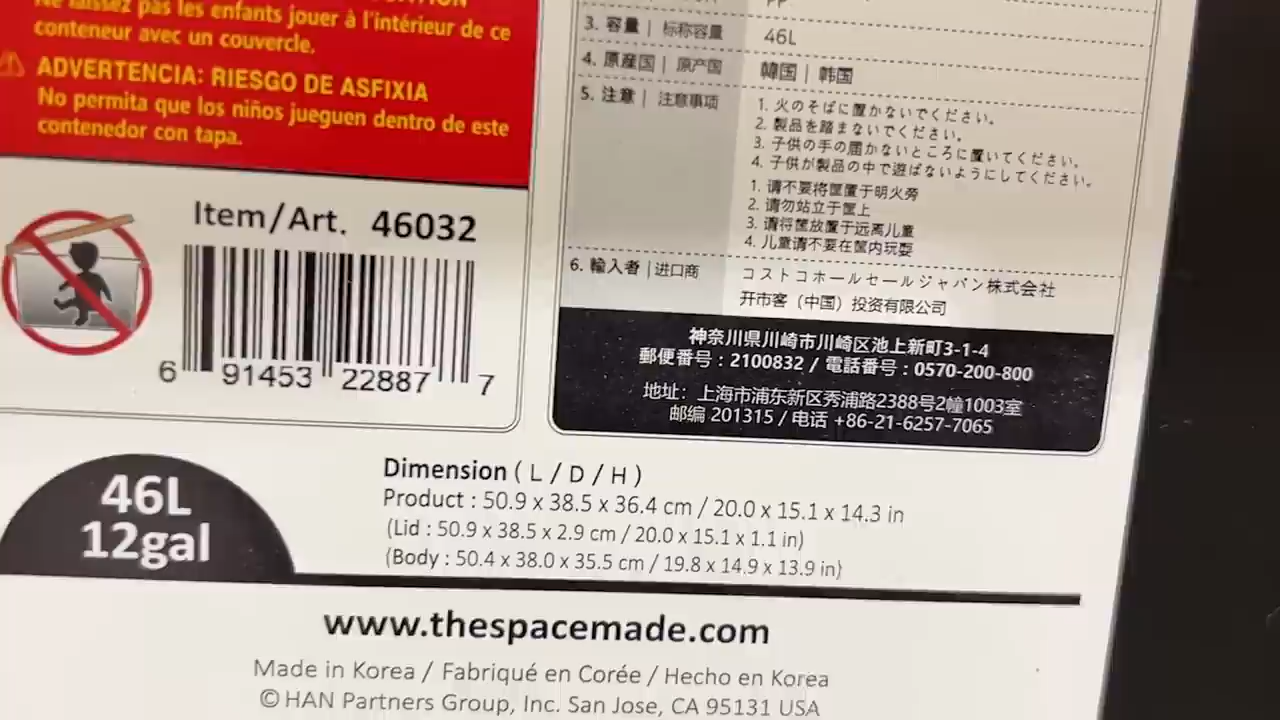 Ne laissez pas les enfants jouer à l'intérieur de ce
conteneur avec un couvercle.
ADVERTENCIA: RIESGO DE ASFIXIA
No permita que los niños jueguen dentro de este
contenedor con tapa.
Item/Art. 46032
6 91453 22887 7
PP
3. 容量 | 标称容量 46L
4. 原産国 | 原产国 韓国 | 韩国
5. 注意 | 注意事项
1. 火のそばに置かないでください。
2. 製品を踏まないでください。
3. 子供の手の届かないところに置いてください。
4. 子供が製品の中で遊ばないようにしてください。
1. 请不要将筐置于明火旁
2. 请勿站立于筐上
3. 请将筐放置于远离儿童
4. 儿童请不要在筐内玩耍
6. 輸入者 | 进口商
コストコホールセールジャパン株式会社
开市客（中国）投资有限公司
神奈川県川崎市川崎区池上新町3-1-4
郵便番号 : 2100832 / 電話番号 : 0570-200-800
地址：上海市浦东新区秀浦路2388号2幢1003室
邮编 201315 / 电话 +86-21-6257-7065
46L
12gal
Dimension ( L / D / H )
Product : 50.9 x 38.5 x 36.4 cm / 20.0 x 15.1 x 14.3 in
(Lid : 50.9 x 38.5 x 2.9 cm / 20.0 x 15.1 x 1.1 in)
(Body : 50.4 x 38.0 x 35.5 cm / 19.8 x 14.9 x 13.9 in)
www.thespacemade.com
Made in Korea / Fabriqué en Corée / Hecho en Korea
© HAN Partners Group, Inc. San Jose, CA 95131 USA